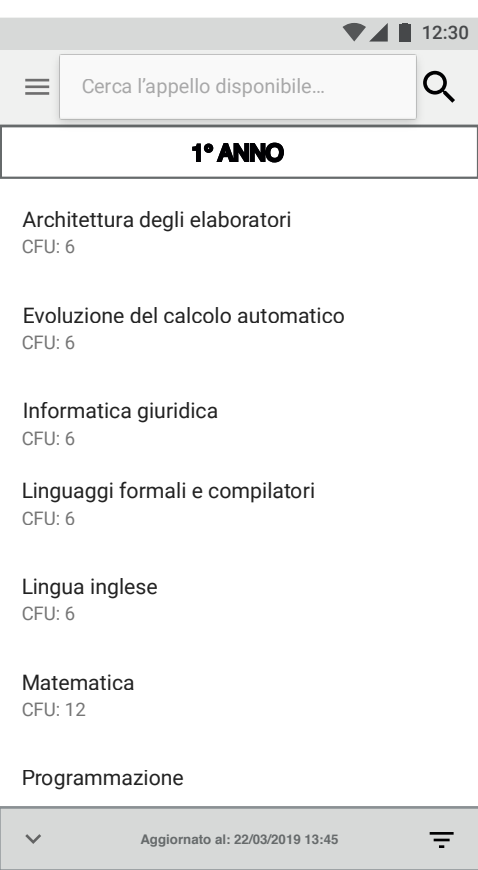 12:30
Cerca l’appello disponibile...
1° ANNO
Architettura degli elaboratori
CFU: 6
Evoluzione del calcolo automatico
CFU: 6
Informatica giuridica
CFU: 6
Linguaggi formali e compilatori
CFU: 6
Lingua inglese
CFU: 6
Matematica
CFU: 12
Programmazione
Aggiornato al: 22/03/2019 13:45